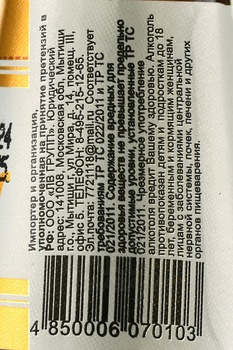 Импортер и организация,
уполномоченная на принятие претензий в
РФ: ООО «ЛВЗ ГРУПП». Юридический
адрес: 141008, Московская обл., Мытищи
г.о., Мытищи г., Мира ул., д. 14/1, помещ. III,
офис 5. ТЕЛЕФОН: 8-495-215-12-65.
Эл.почта: 7721118@mail.ru. Соответствует
требованиям ТР ТС 021/2011 и ТР ТС
022/2011. Содержание вредных для
здоровья веществ не превышает предельно
допустимые уровни, установленные ТР ТС
021/2011. Чрезмерное употребление
алкоголя вредит Вашему здоровью. Алкоголь
противопоказан детям и подросткам до 18
лет, беременным и кормящим женщинам,
лицам с заболеваниями центральной
нервной системы, почек, печени и других
органов пищеварения.
4 850006 070103